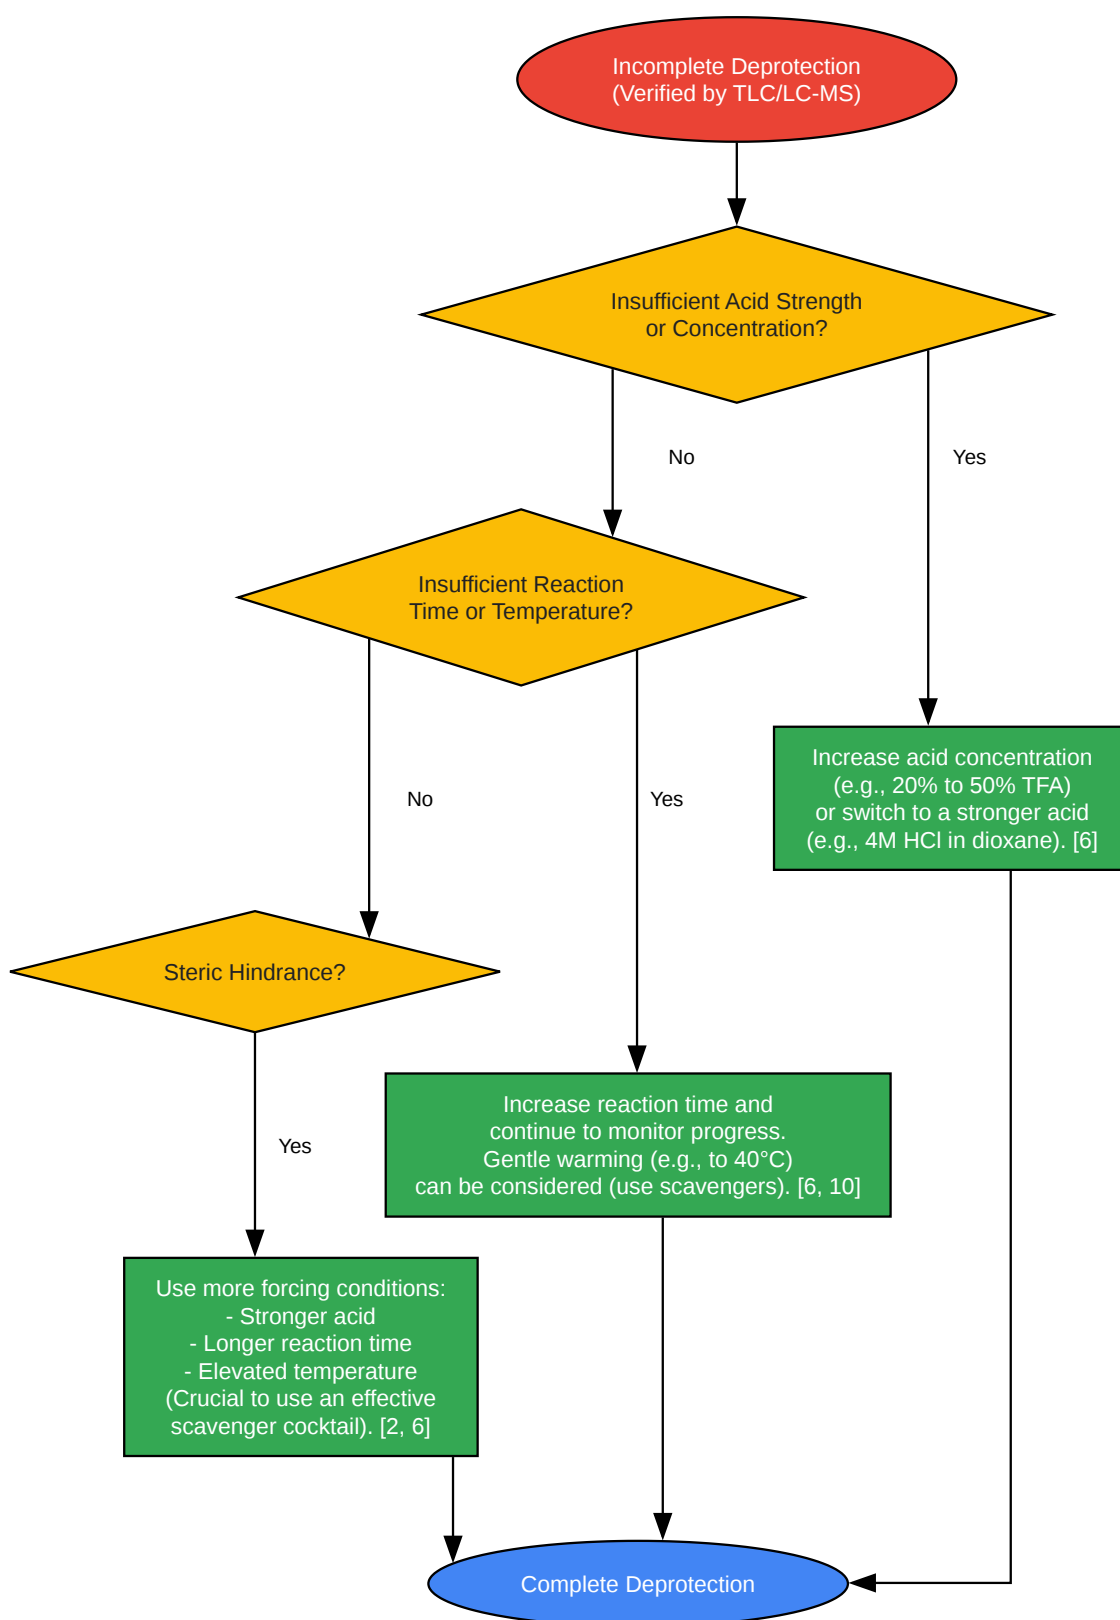 Incomplete Deprotection
(Verified by TLC/LC-MS)
Insufficient Acid Strength
or Concentration?
No
Yes
Insufficient Reaction
Time or Temperature?
Increase acid concentration
(e.g., 20% to 50% TFA)
or switch to a stronger acid
(e.g., 4M HCl in dioxane). [6]
No
Yes
Steric Hindrance?
Increase reaction time and
continue to monitor progress.
Gentle warming (e.g., to 40°C)
can be considered (use scavengers). [6, 10]
Yes
Use more forcing conditions:
- Stronger acid
- Longer reaction time
- Elevated temperature
(Crucial to use an effective
scavenger cocktail). [2, 6]
Complete Deprotection